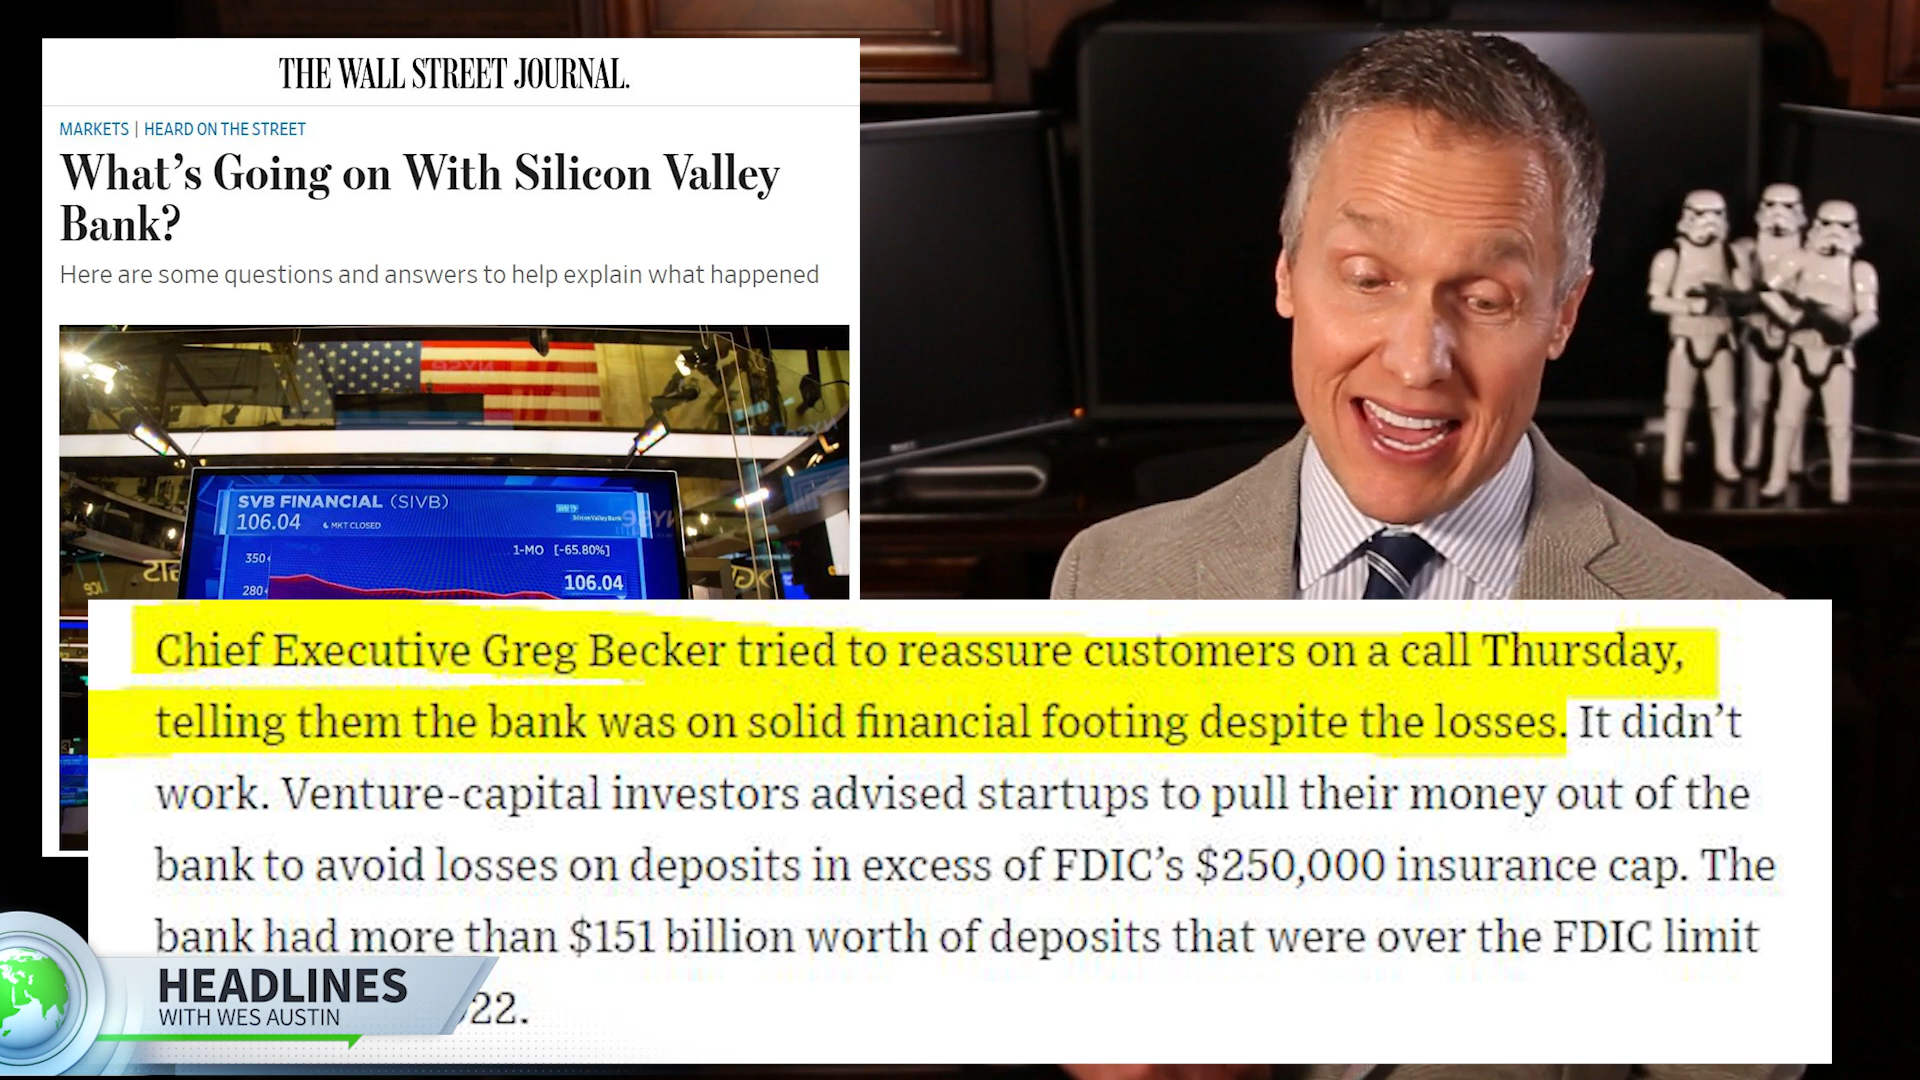 THE WALL STREET JOURNAL.
MARKETS | HEARD ON THE STREET
What's Going on With Silicon Valley
Bank?
Here are some questions and answers to help explain what happened
SVB FINANCIAL (SIVB)
106.04 MKT CLOSED
Silicon Valley Bank
1-MO [-65.80%]
350
106.04
280
Chief Executive Greg Becker tried to reassure customers on a call Thursday,
telling them the bank was on solid financial footing despite the losses. It didn't
work. Venture-capital investors advised startups to pull their money out of the
bank to avoid losses on deposits in excess of FDIC's $250,000 insurance cap. The
bank had more than $151 billion worth of deposits that were over the FDIC limit
22.
HEADLINES
WITH WES AUSTIN